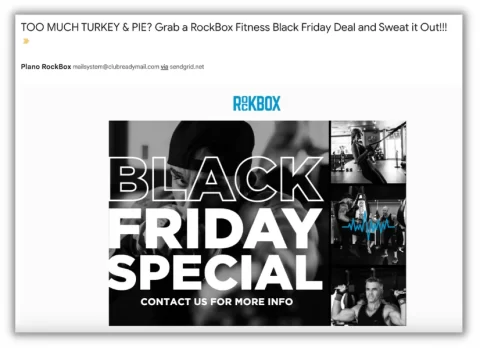 TOO MUCH TURKEY & PIE? Grab a RockBox Fitness Black Friday Deal and Sweat it Out!!!
Plano RockBox mailsystem@clubreadymail.com via sendgrid.net
ROCKBOX
BLACK
FRIDAY
SPECIAL
CONTACT US FOR MORE INFO